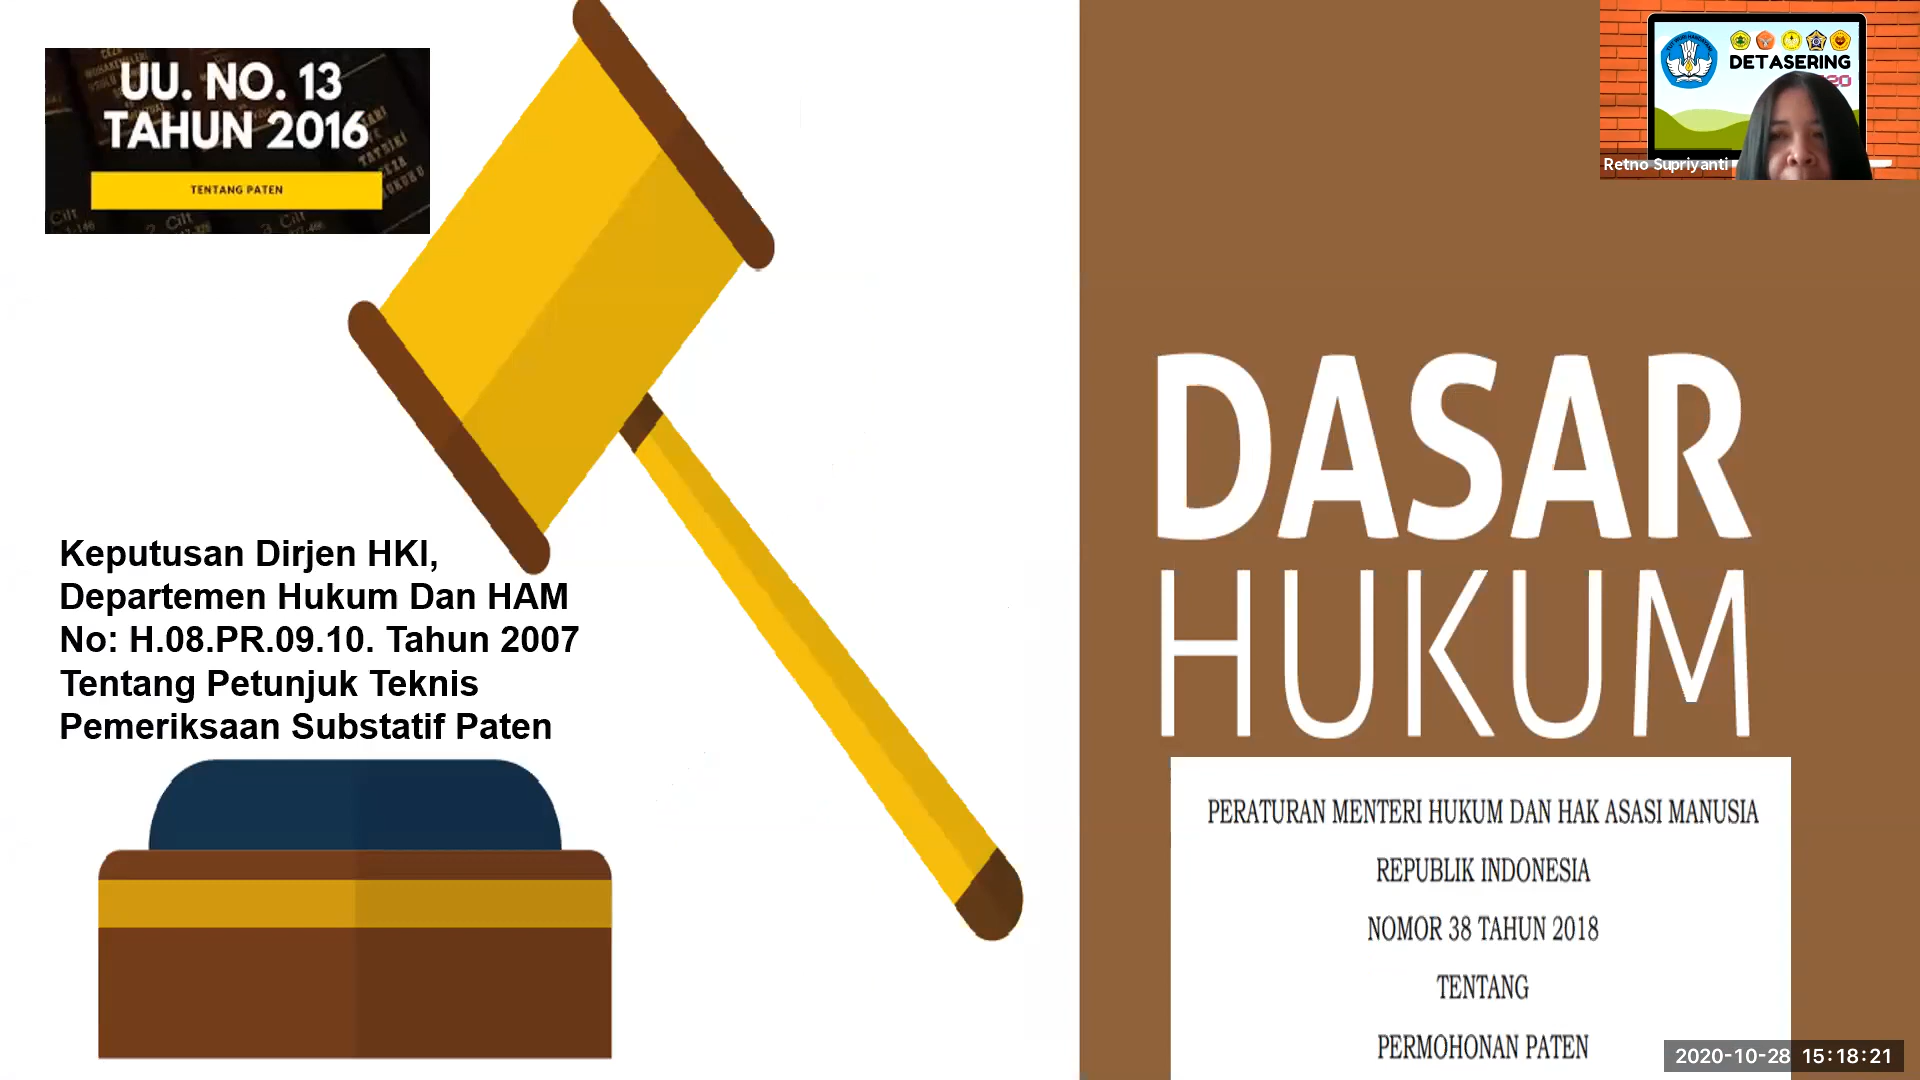 UU. NO. 13
TAHUN 2016
TENTANG PATEN
Keputusan Dirjen HKI,
Departemen Hukum Dan HAM
No: H.08.PR.09.10. Tahun 2007
Tentang Petunjuk Teknis
Pemeriksaan Substatif Paten
DETASERING
Retno Supriyanti
DASAR
HUKUM
PERATURAN MENTERI HUKUM DAN HAK ASASI MANUSIA
REPUBLIK INDONESIA
NOMOR 38 TAHUN 2018
TENTANG
PERMOHONAN PATEN
2020-10-28 15:18:21